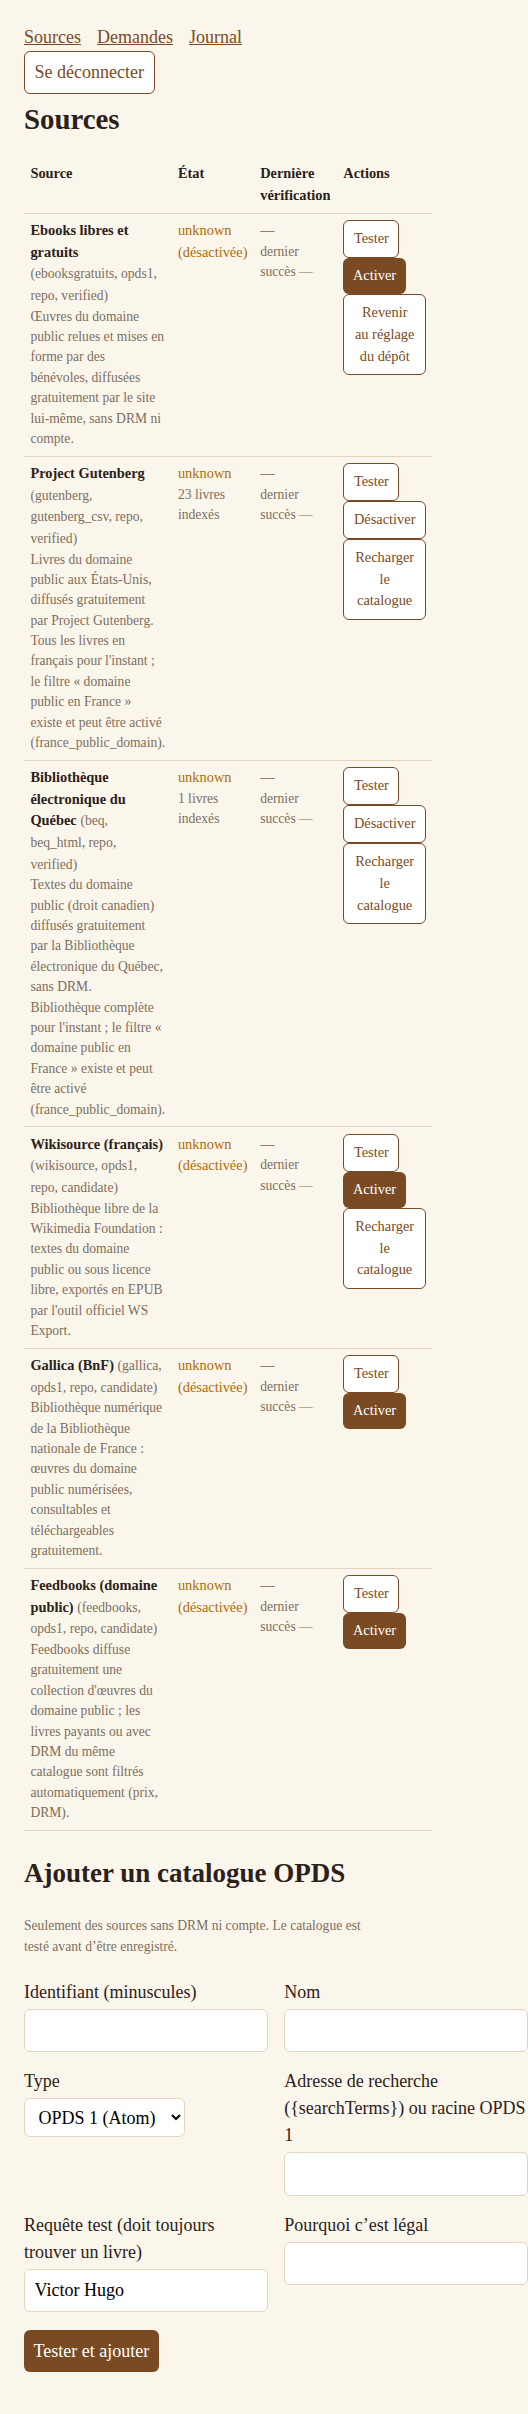 Sources Demandes Journal
Se déconnecter
Sources
Source État Dernière vérification Actions
Ebooks libres et
gratuits
(ebooksgratuits, opds1,
repo, verified)
Œuvres du domaine
public relues et mises en
forme par des
bénévoles, diffusées
gratuitement par le site
lui-même, sans DRM ni
compte.
unknown
(désactivée)
—
dernier
succès —
Tester
Activer
Revenir
au réglage
du dépôt
Project Gutenberg
(gutenberg,
gutenberg_csv, repo,
verified)
Livres du domaine
public aux États-Unis,
diffusés gratuitement
par Project Gutenberg.
Tous les livres en
français pour l'instant ;
le filtre « domaine
public en France »
existe et peut être activé
(france_public_domain).
unknown
23 livres
indexés
—
dernier
succès —
Tester
Désactiver
Recharger
le
catalogue
Bibliothèque
électronique du
Québec (beq,
beq_html, repo,
verified)
Textes du domaine
public (droit canadien)
diffusés gratuitement
par la Bibliothèque
électronique du Québec,
sans DRM.
Bibliothèque complète
pour l'instant ; le filtre «
domaine public en
France » existe et peut
être activé
(france_public_domain).
unknown
1 livres
indexés
—
dernier
succès —
Tester
Désactiver
Recharger
le
catalogue
Wikisource (français)
(wikisource, opds1,
repo, candidate)
Bibliothèque libre de la
Wikimedia Foundation :
textes du domaine
public ou sous licence
libre, exportés en EPUB
par l'outil officiel WS
Export.
unknown
(désactivée)
—
dernier
succès —
Tester
Activer
Recharger
le
catalogue
Gallica (BnF) (gallica,
opds1, repo, candidate)
Bibliothèque numérique
de la Bibliothèque
nationale de France :
œuvres du domaine
public numérisées,
consultables et
téléchargeables
gratuitement.
unknown
(désactivée)
—
dernier
succès —
Tester
Activer
Feedbooks (domaine
public) (feedbooks,
opds1, repo, candidate)
Feedbooks diffuse
gratuitement une
collection d'œuvres du
domaine public ; les
livres payants ou avec
DRM du même
catalogue sont filtrés
automatiquement (prix,
DRM).
unknown
(désactivée)
—
dernier
succès —
Tester
Activer
Ajouter un catalogue OPDS
Seulement des sources sans DRM ni compte. Le catalogue est
testé avant d’être enregistré.
Identifiant (minuscules)
Nom
Type
OPDS 1 (Atom)
Adresse de recherche
({searchTerms}) ou racine OPDS
1
Requête test (doit toujours
trouver un livre)
Victor Hugo
Pourquoi c’est légal
Tester et ajouter